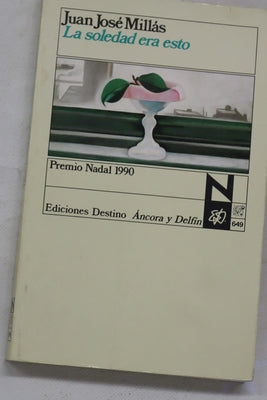 Juan José Millás
La soledad era esto
Premio Nadal 1990
N
Ediciones Destino Áncora y Delfín
649